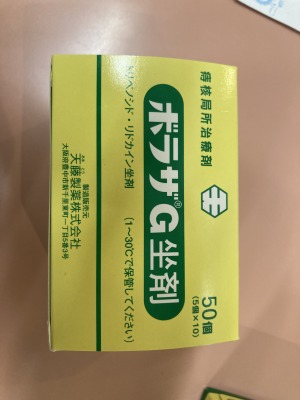 痔核局所治療剤
ボラザ®G坐剤
50個
(5個×10)
トリベノシド・リドカイン坐剤
(1〜30℃で保管してください)
製造販売元
天藤製薬株式会社
大阪府豊中市新千里東町一丁目5番3号